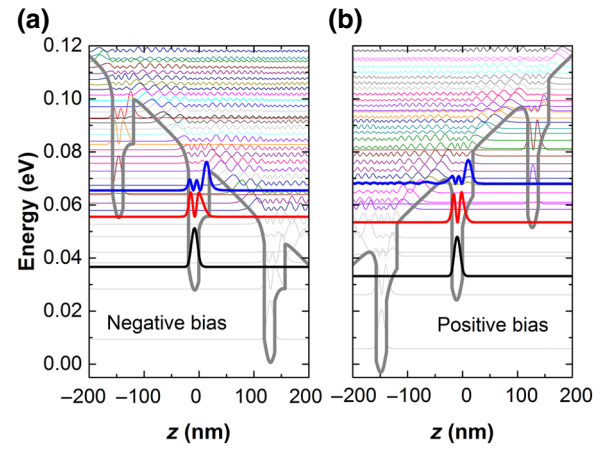 (a)
(b)
Energy (eV)
0.12
0.10
0.08
0.06
0.04
0.02
0.00
Negative bias
Positive bias
−200 −100 0 100 200
−200 −100 0 100 200
z (nm)
z (nm)